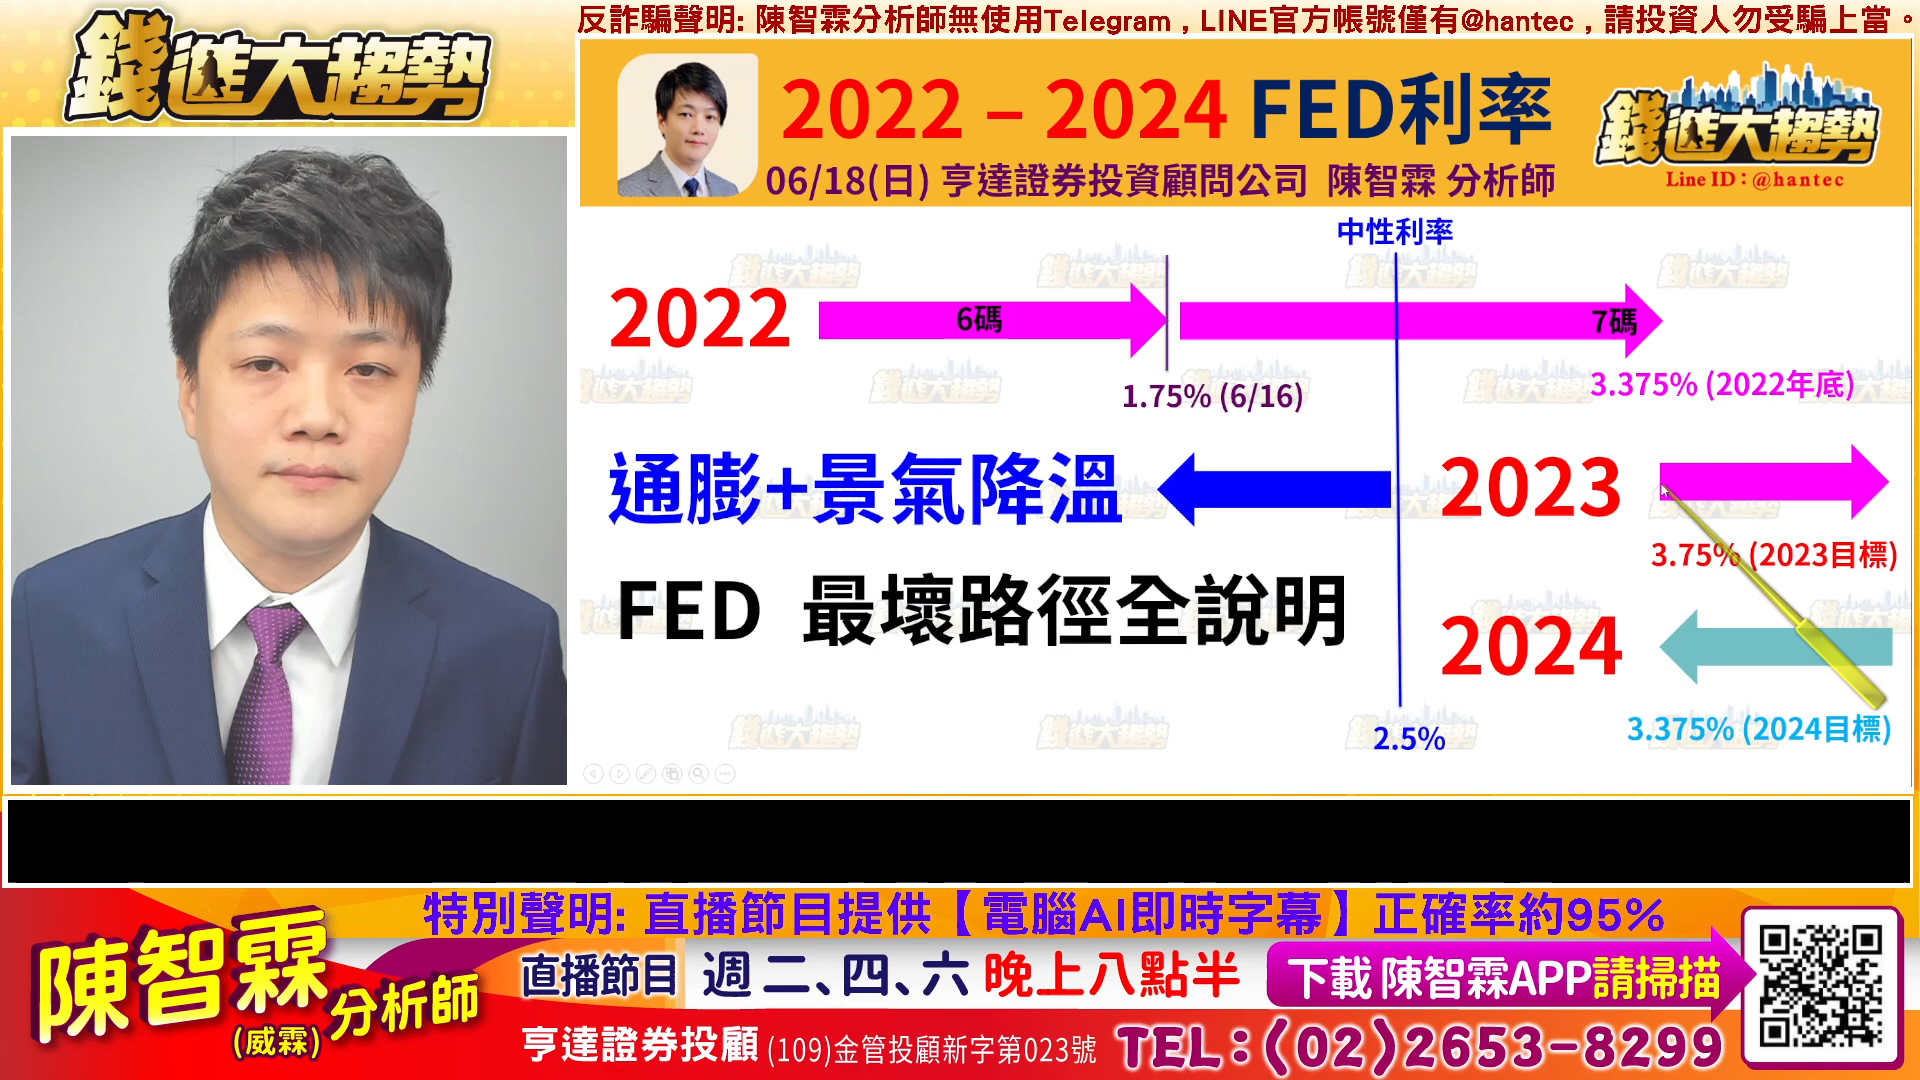 反詐騙聲明: 陳智霖分析師無使用Telegram , LINE官方帳號僅有@hantec , 請投資人勿受騙上當。
錢進大趨勢
2022 – 2024 FED利率
06/18(日) 亨達證券投資顧問公司 陳智霖 分析師
錢進大趨勢
Line ID：@hantec
中性利率
2022
6碼
7碼
1.75% (6/16)
3.375% (2022年底)
通膨+景氣降溫
2023
3.75% (2023目標)
FED 最壞路徑全說明
2024
3.375% (2024目標)
2.5%
特別聲明: 直播節目提供【電腦AI即時字幕】正確率約95%
陳智霖
(威霖)
分析師
直播節目 週二、四、六 晚上八點半
下載 陳智霖APP請掃描
亨達證券投顧 (109)金管投顧新字第023號 TEL：(02)2653-8299